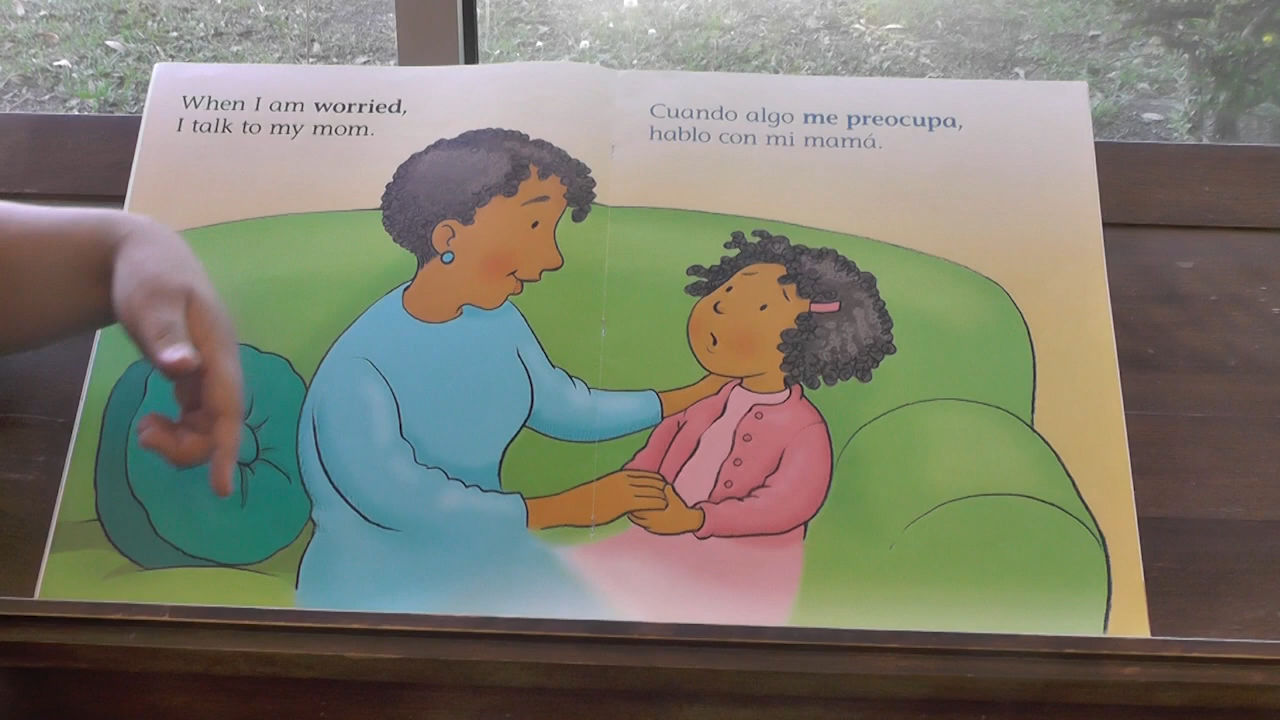 When I am worried,
I talk to my mom.
Cuando algo me preocupa,
hablo con mi mamá.